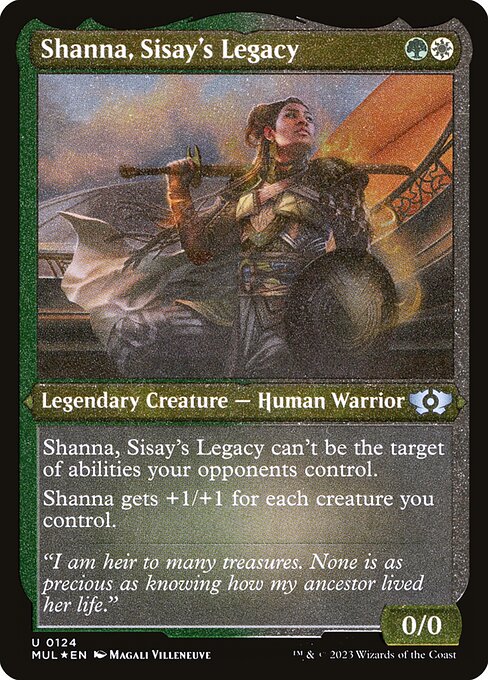 Shanna, Sisay's Legacy
Legendary Creature — Human Warrior
Shanna, Sisay's Legacy can't be the target
of abilities your opponents control.
Shanna gets +1/+1 for each creature you
control.
"I am heir to many treasures. None is as
precious as knowing how my ancestor lived
her life."
0/0
U 0124
MUL★EN Magali Villeneuve
™ & © 2023 Wizards of the Coast